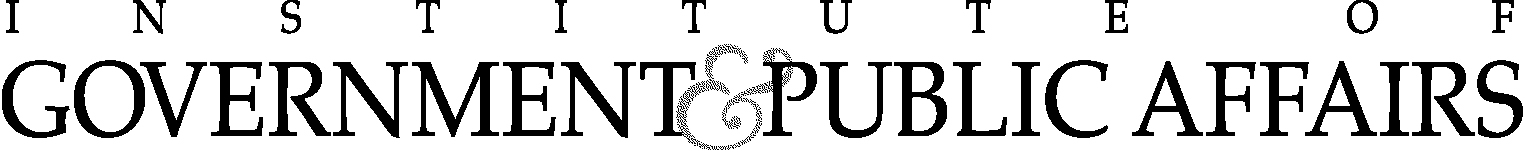 INSTITUTE OF
GOVERNMENT & PUBLIC AFFAIRS